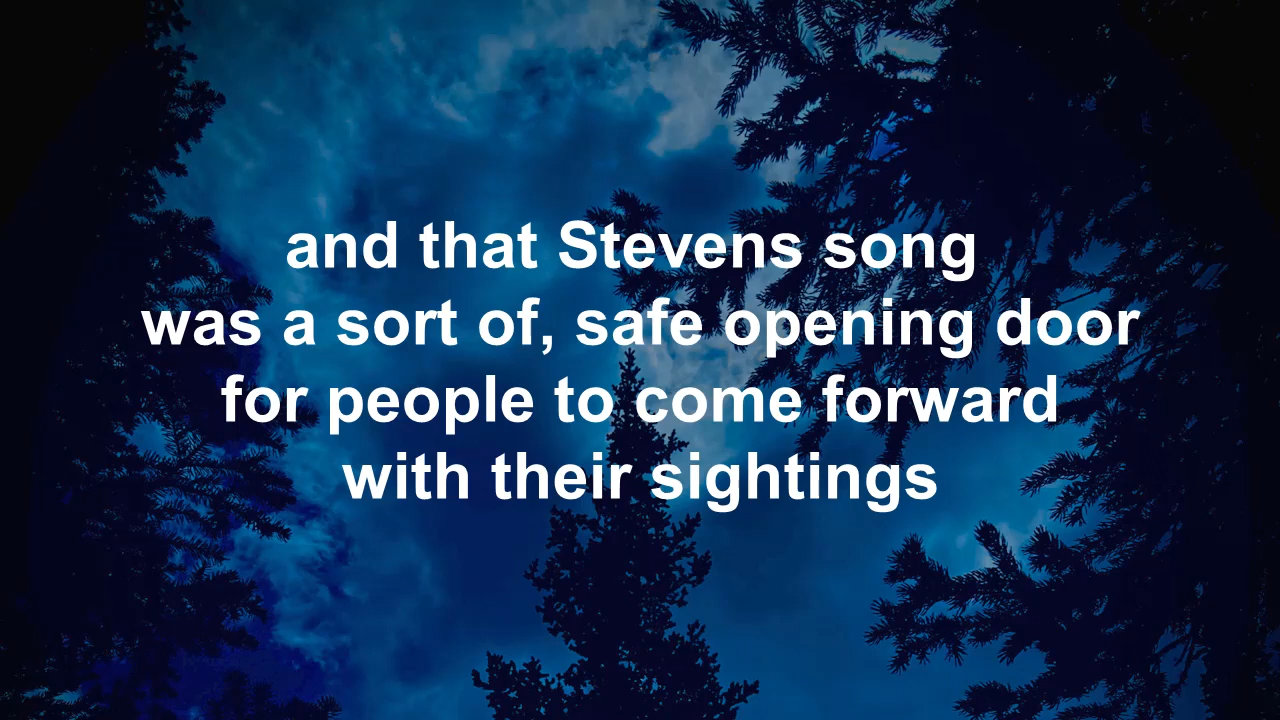 and that Stevens song
was a sort of, safe opening door
for people to come forward
with their sightings